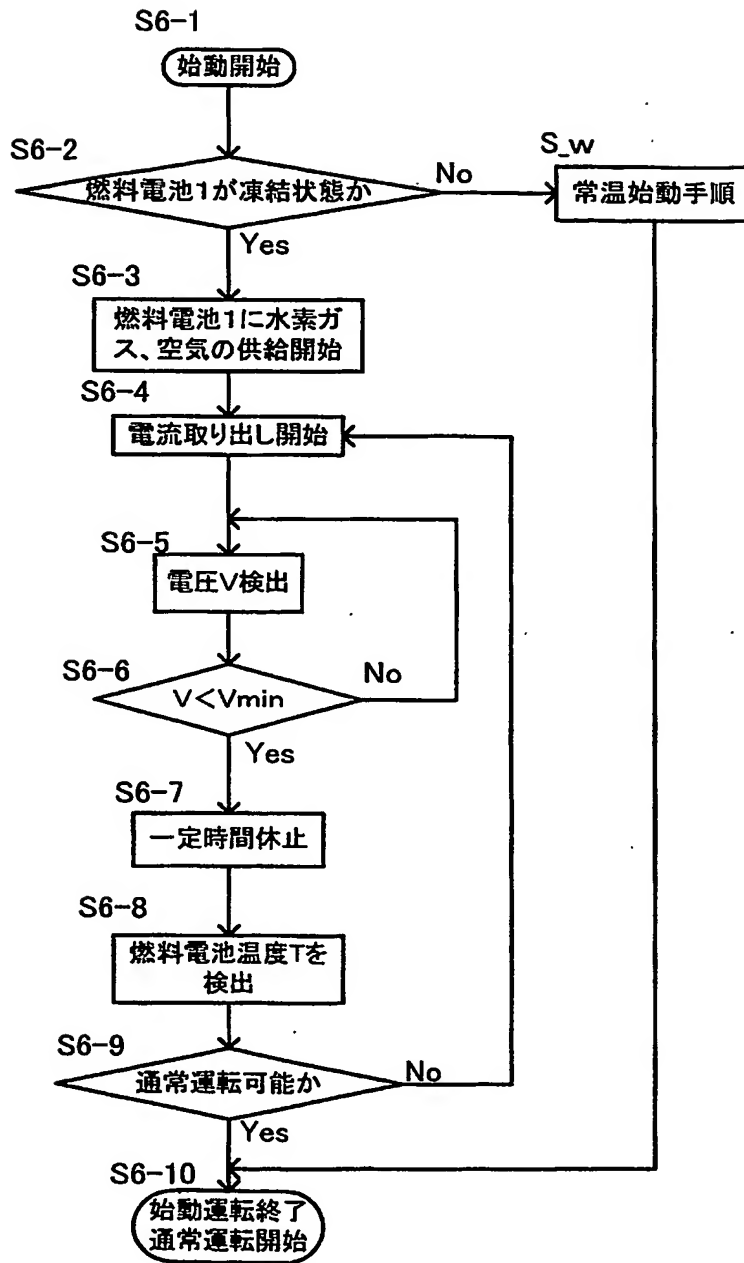 S6-1
始動開始
S6-2
燃料電池1が凍結状態か
No
S_w
常温始動手順
Yes
S6-3
燃料電池1に水素ガ
ス、空気の供給開始
S6-4
電流取り出し開始
S6-5
電圧V検出
S6-6
V<Vmin
No
Yes
S6-7
一定時間休止
S6-8
燃料電池温度Tを
検出
S6-9
通常運転可能か
No
Yes
S6-10
始動運転終了
通常運転開始